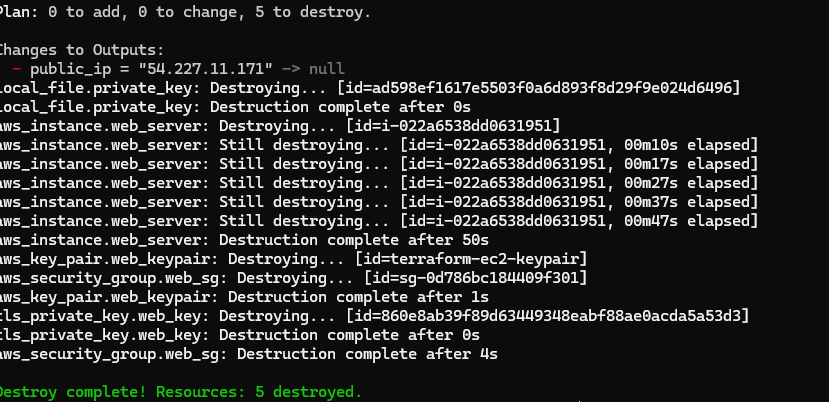 Plan: 0 to add, 0 to change, 5 to destroy.
Changes to Outputs:
- public_ip = "54.227.11.171" -> null
local_file.private_key: Destroying... [id=ad598ef1617e5503f0a6d893f8d29f9e024d6496]
local_file.private_key: Destruction complete after 0s
aws_instance.web_server: Destroying... [id=i-022a6538dd0631951]
aws_instance.web_server: Still destroying... [id=i-022a6538dd0631951, 00m10s elapsed]
aws_instance.web_server: Still destroying... [id=i-022a6538dd0631951, 00m17s elapsed]
aws_instance.web_server: Still destroying... [id=i-022a6538dd0631951, 00m27s elapsed]
aws_instance.web_server: Still destroying... [id=i-022a6538dd0631951, 00m37s elapsed]
aws_instance.web_server: Still destroying... [id=i-022a6538dd0631951, 00m47s elapsed]
aws_instance.web_server: Destruction complete after 50s
aws_key_pair.web_keypair: Destroying... [id=terraform-ec2-keypair]
aws_security_group.web_sg: Destroying... [id=sg-0d786bc184409f301]
aws_key_pair.web_keypair: Destruction complete after 1s
tls_private_key.web_key: Destroying... [id=860e8ab39f89d63449348eabf88ae0acda5a53d3]
tls_private_key.web_key: Destruction complete after 0s
aws_security_group.web_sg: Destruction complete after 4s
Destroy complete! Resources: 5 destroyed.